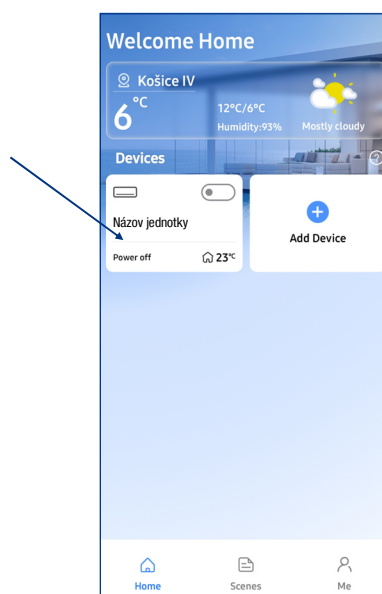 Welcome Home
Košice IV
6°C
12°C/6°C
Humidity:93%
Mostly cloudy
Devices
Názov jednotky
Power off
23°C
Add Device
Home
Scenes
Me